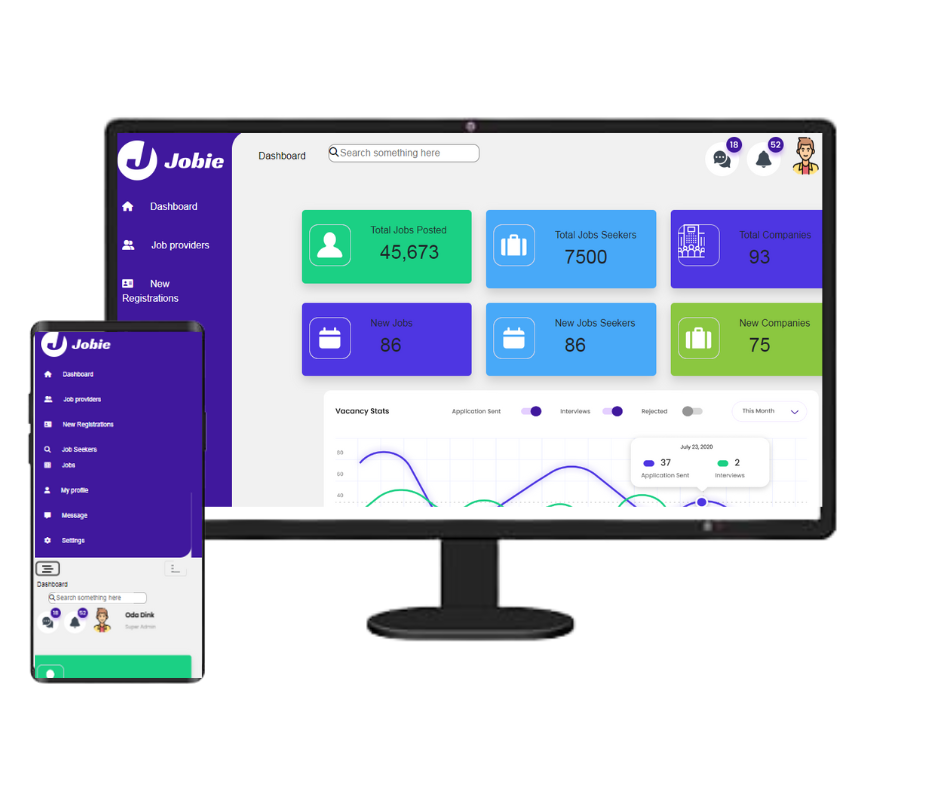 Jobie
Dashboard
Job providers
New
Registrations
Dashboard
Search something here
18
52
Total Jobs Posted
45,673
Total Jobs Seekers
7500
Total Companies
93
New Jobs
86
New Jobs Seekers
86
New Companies
75
Vacancy Stats
Application Sent
Interviews
Rejected
This Month
80
60
40
July 23, 2020
37
Application Sent
2
Interviews
Jobie
Dashboard
Job providers
New Registrations
Job Seekers
Jobs
My profile
Message
Settings
Dashboard
Search something here
18
52
Oda Dink
Super Admin